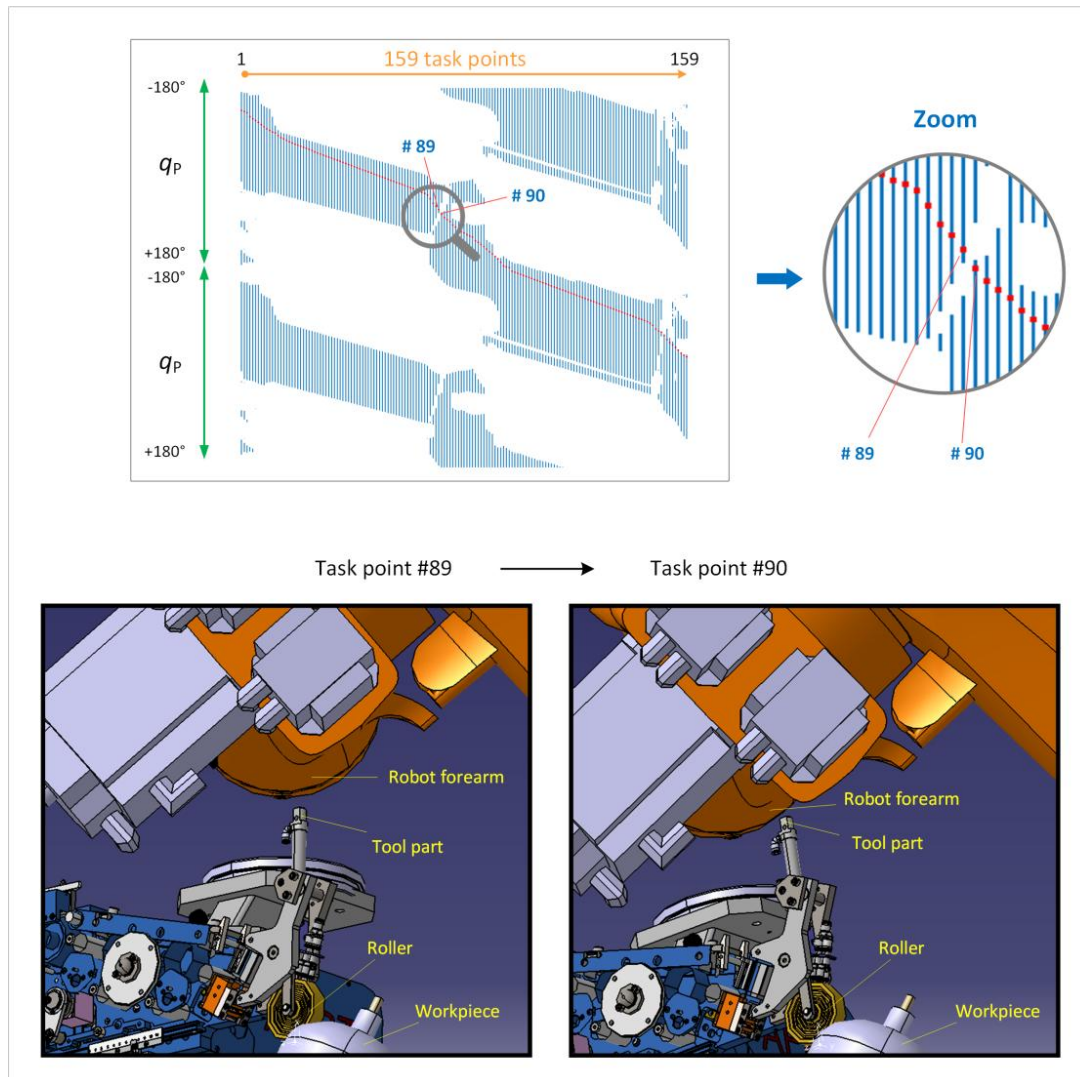 1
159 task points
159
-180°
qP
+180°
-180°
qP
+180°
# 89
# 90
Zoom
# 89
# 90
Task point #89
Task point #90
Robot forearm
Tool part
Roller
Workpiece
Robot forearm
Tool part
Roller
Workpiece